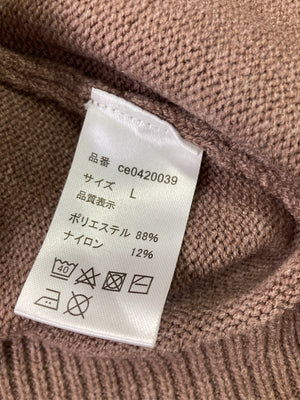 品番 ce0420039
サイズ L
品質表示
ポリエステル 88%
ナイロン 12%
40